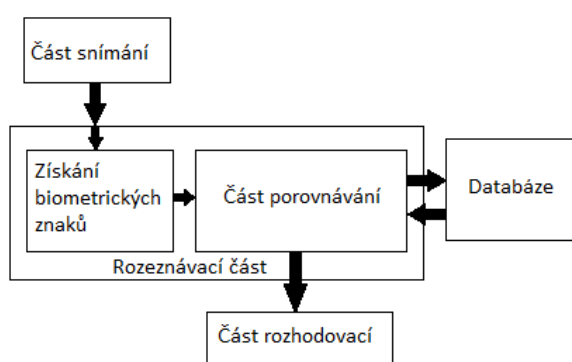 Část snímání
Získání
biometrických
znaků
Část porovnávání
Databáze
Rozeznávací část
Část rozhodovací